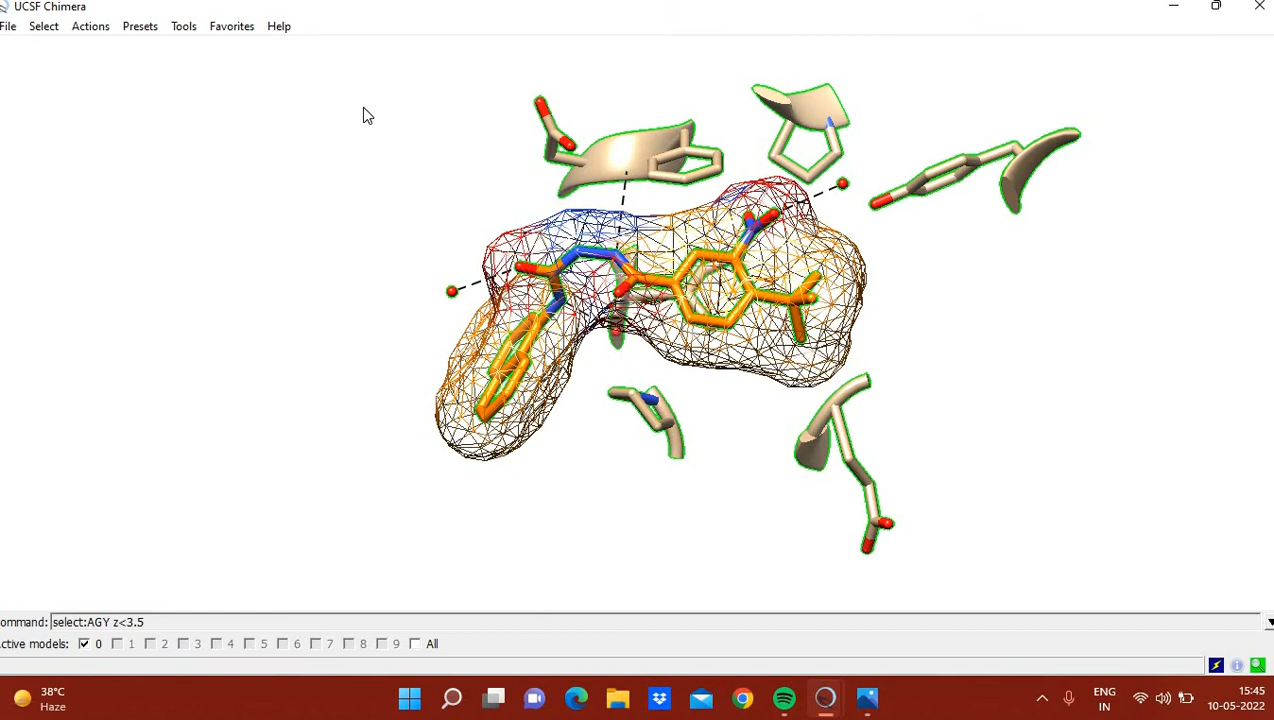 UCSF Chimera
File Select Actions Presets Tools Favorites Help
ommand: select:AGY z<3.5
ctive models: 0 1 2 3 4 5 6 7 8 9 All
38°C ENG 15:45
Haze IN 10-05-2022